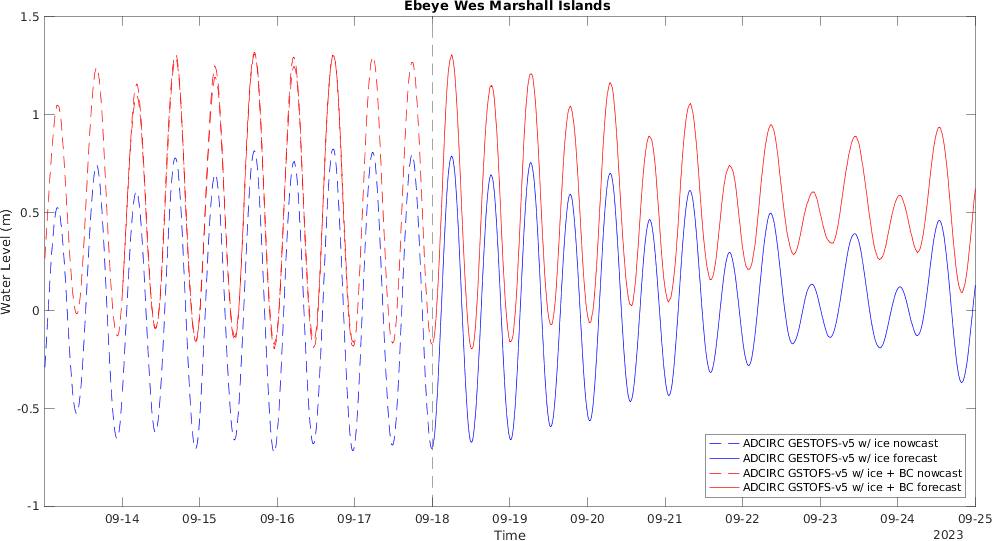 Ebeye Wes Marshall Islands
1.5
1
0.5
0
-0.5
-1
Water Level (m)
09-14 09-15 09-16 09-17 09-18 09-19 09-20 09-21 09-22 09-23 09-24 09-25
Time
2023
ADCIRC GESTOFS-v5 w/ ice nowcast
ADCIRC GESTOFS-v5 w/ ice forecast
ADCIRC GSTOFS-v5 w/ ice + BC nowcast
ADCIRC GSTOFS-v5 w/ ice + BC forecast